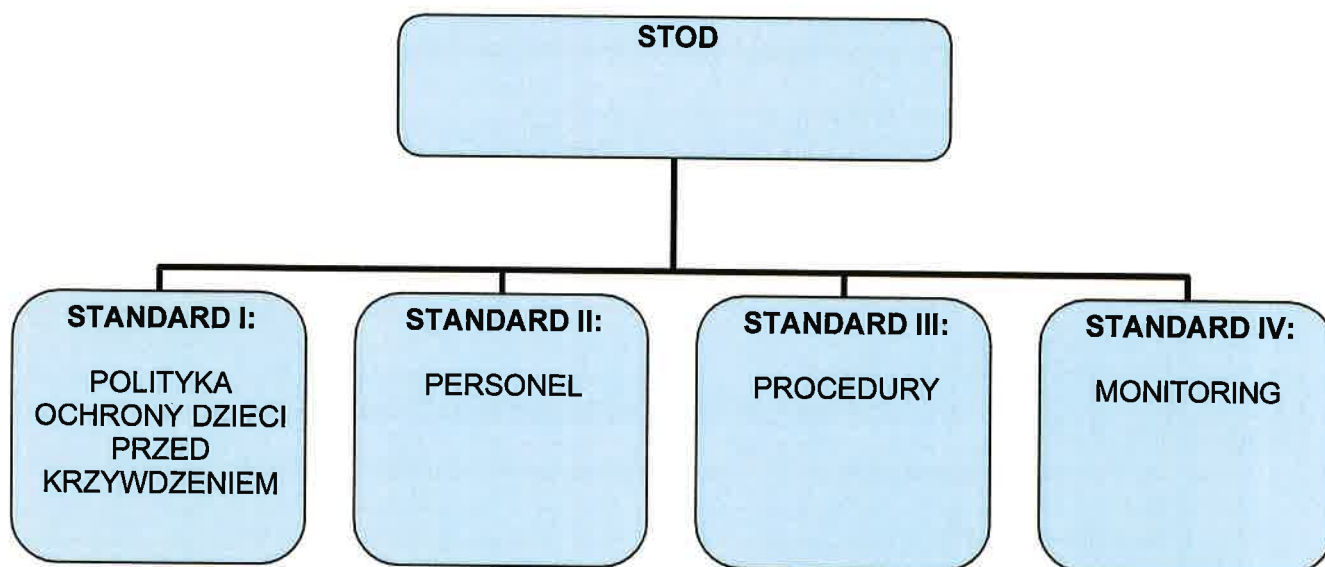 STOD
STANDARD I:
POLITYKA
OCHRONY DZIECI
PRZED
KRZYWDZENIEM
STANDARD II:
PERSONEL
STANDARD III:
PROCEDURY
STANDARD IV:
MONITORING